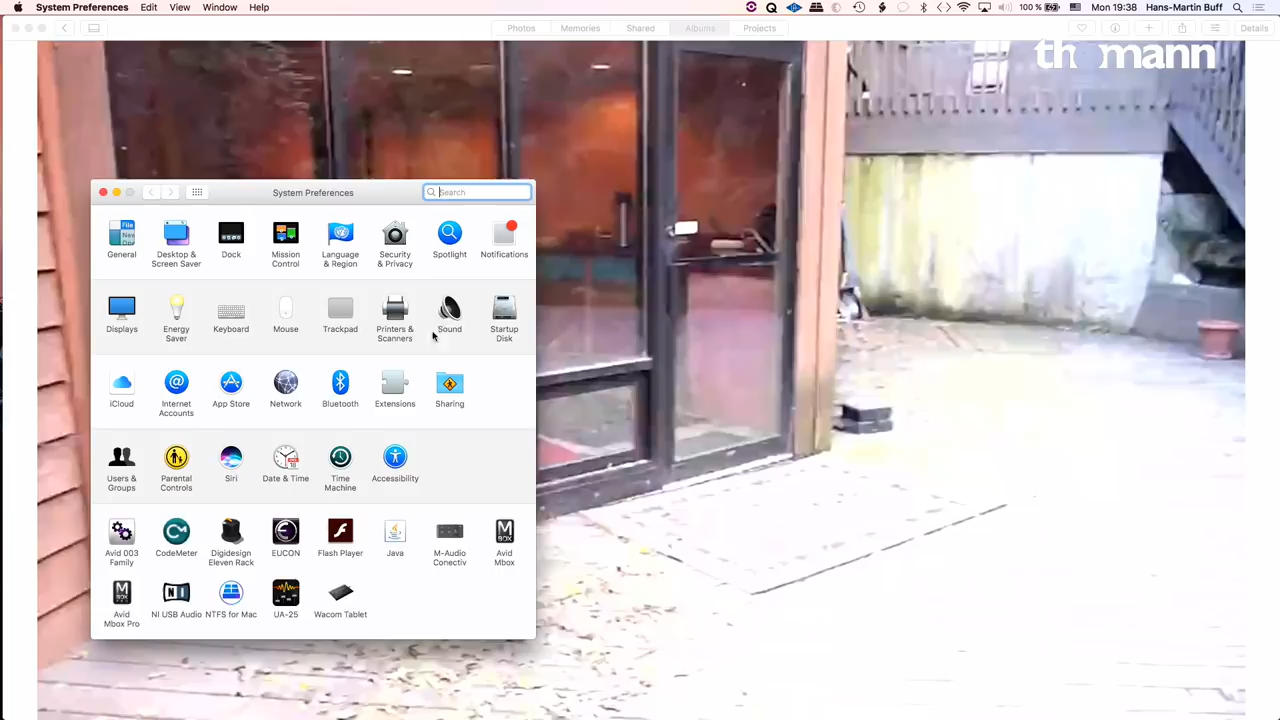 System Preferences Edit View Window Help
100 % Mon 19:38 Hans-Martin Buff
Photos Memories Shared Albums Projects Details
thomann
System Preferences
Search
General
Desktop &
Screen Saver
Dock
Mission
Control
Language
& Region
Security
& Privacy
Spotlight
Notifications
Displays
Energy
Saver
Keyboard
Mouse
Trackpad
Printers &
Scanners
Sound
Startup
Disk
iCloud
Internet
Accounts
App Store
Network
Bluetooth
Extensions
Sharing
Users &
Groups
Parental
Controls
Siri
Date & Time
Time
Machine
Accessibility
Avid 003
Family
CodeMeter
Digidesign
Eleven Rack
EUCON
Flash Player
Java
M-Audio
Conectiv
Avid
Mbox
Avid
Mbox Pro
NI USB Audio
NTFS for Mac
UA-25
Wacom Tablet